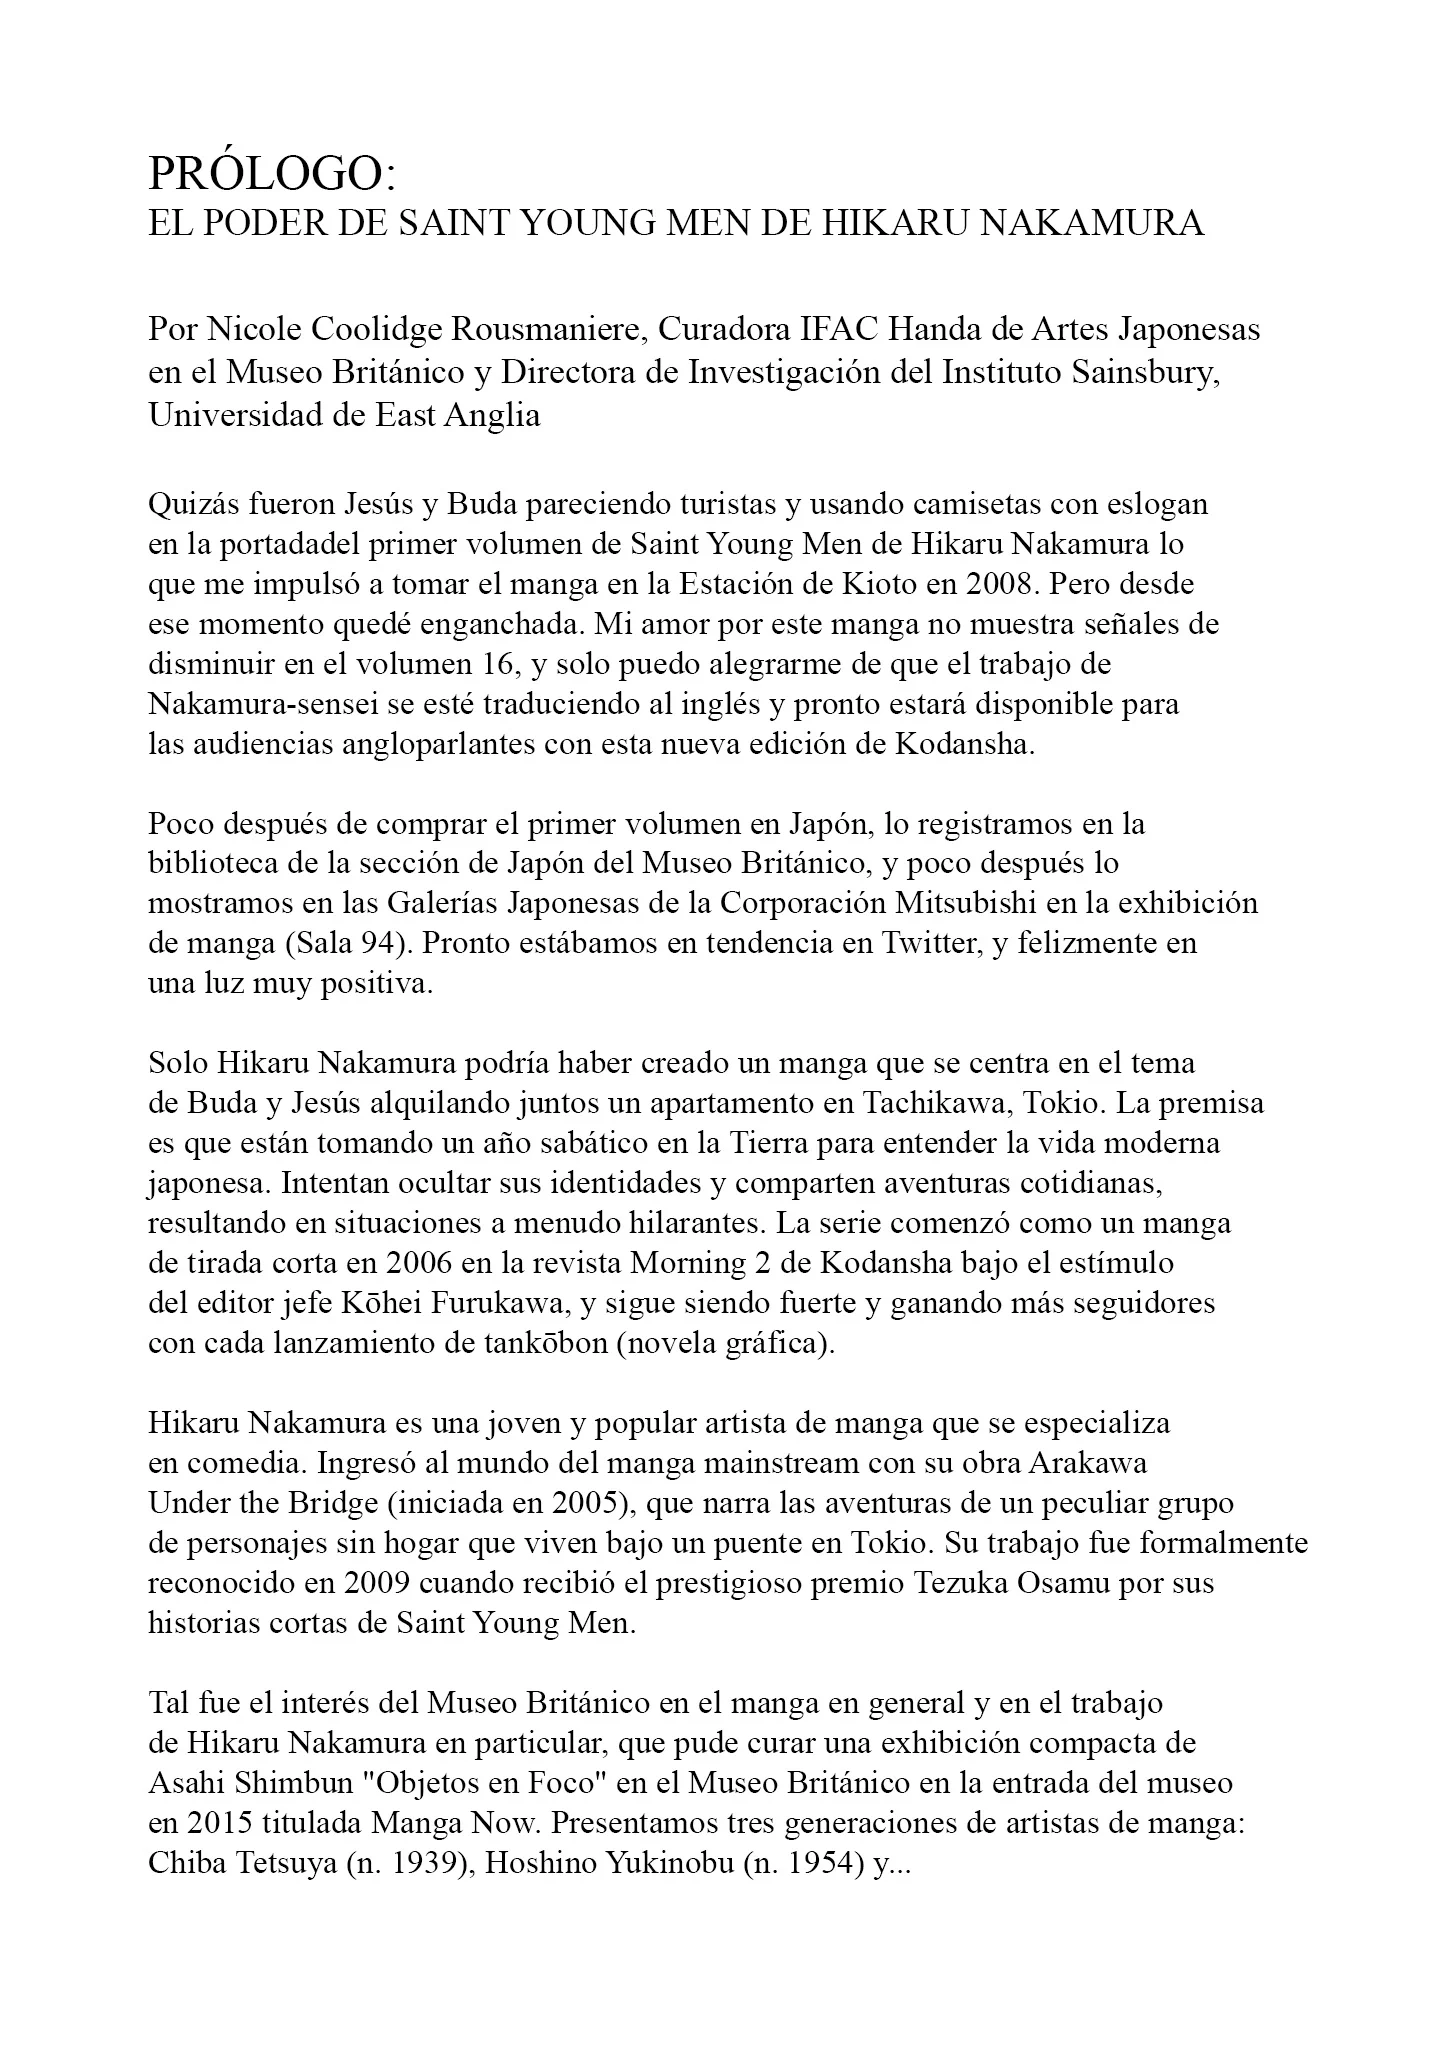 PRÓLOGO:
EL PODER DE SAINT YOUNG MEN DE HIKARU NAKAMURA
Por Nicole Coolidge Rousmaniere, Curadora IFAC Handa de Artes Japonesas
en el Museo Británico y Directora de Investigación del Instituto Sainsbury,
Universidad de East Anglia
Quizás fueron Jesús y Buda pareciendo turistas y usando camisetas con eslogan
en la portadadel primer volumen de Saint Young Men de Hikaru Nakamura lo
que me impulsó a tomar el manga en la Estación de Kioto en 2008. Pero desde
ese momento quedé enganchada. Mi amor por este manga no muestra señales de
disminuir en el volumen 16, y solo puedo alegrarme de que el trabajo de
Nakamura-sensei se esté traduciendo al inglés y pronto estará disponible para
las audiencias angloparlantes con esta nueva edición de Kodansha.
Poco después de comprar el primer volumen en Japón, lo registramos en la
biblioteca de la sección de Japón del Museo Británico, y poco después lo
mostramos en las Galerías Japonesas de la Corporación Mitsubishi en la exhibición
de manga (Sala 94). Pronto estábamos en tendencia en Twitter, y felizmente en
una luz muy positiva.
Solo Hikaru Nakamura podría haber creado un manga que se centra en el tema
de Buda y Jesús alquilando juntos un apartamento en Tachikawa, Tokio. La premisa
es que están tomando un año sabático en la Tierra para entender la vida moderna
japonesa. Intentan ocultar sus identidades y comparten aventuras cotidianas,
resultando en situaciones a menudo hilarantes. La serie comenzó como un manga
de tirada corta en 2006 en la revista Morning 2 de Kodansha bajo el estímulo
del editor jefe Kōhei Furukawa, y sigue siendo fuerte y ganando más seguidores
con cada lanzamiento de tankōbon (novela gráfica).
Hikaru Nakamura es una joven y popular artista de manga que se especializa
en comedia. Ingresó al mundo del manga mainstream con su obra Arakawa
Under the Bridge (iniciada en 2005), que narra las aventuras de un peculiar grupo
de personajes sin hogar que viven bajo un puente en Tokio. Su trabajo fue formalmente
reconocido en 2009 cuando recibió el prestigioso premio Tezuka Osamu por sus
historias cortas de Saint Young Men.
Tal fue el interés del Museo Británico en el manga en general y en el trabajo
de Hikaru Nakamura en particular, que pude curar una exhibición compacta de
Asahi Shimbun "Objetos en Foco" en el Museo Británico en la entrada del museo
en 2015 titulada Manga Now. Presentamos tres generaciones de artistas de manga:
Chiba Tetsuya (n. 1939), Hoshino Yukinobu (n. 1954) y...